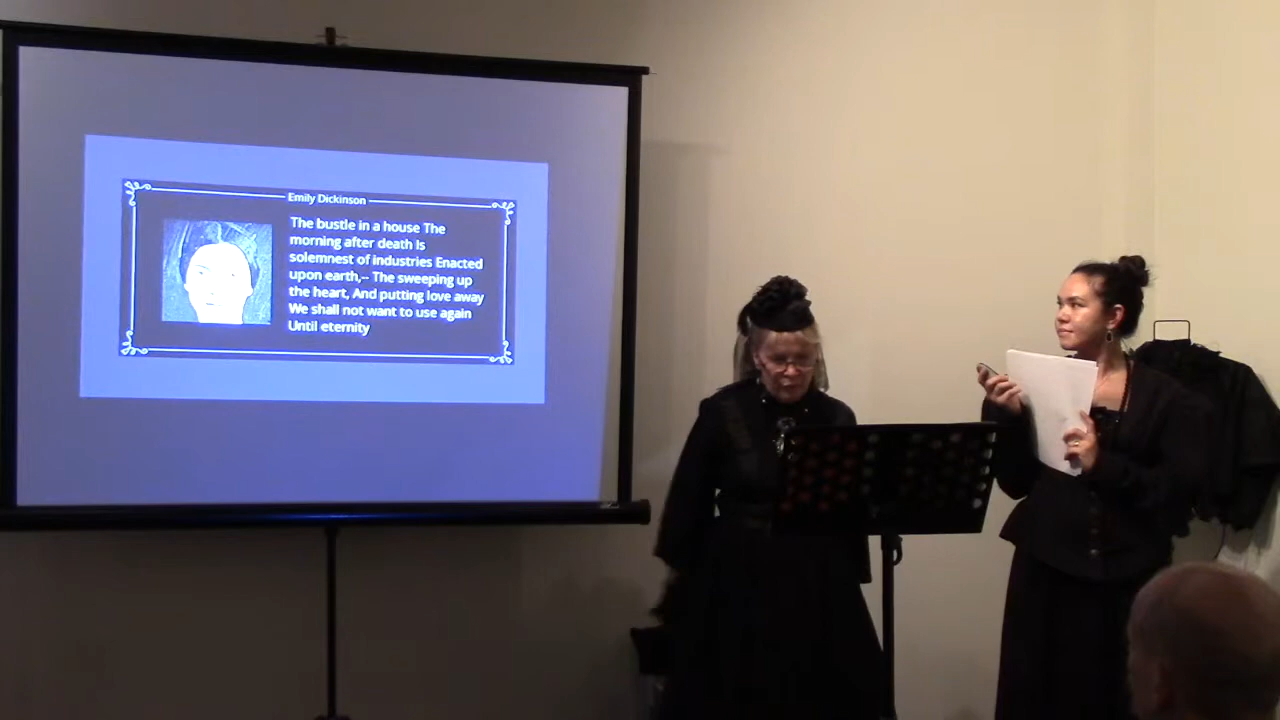 Emily Dickinson
The bustle in a house The
morning after death Is
solemnest of industries Enacted
upon earth,-- The sweeping up
the heart, And putting love away
We shall not want to use again
Until eternity